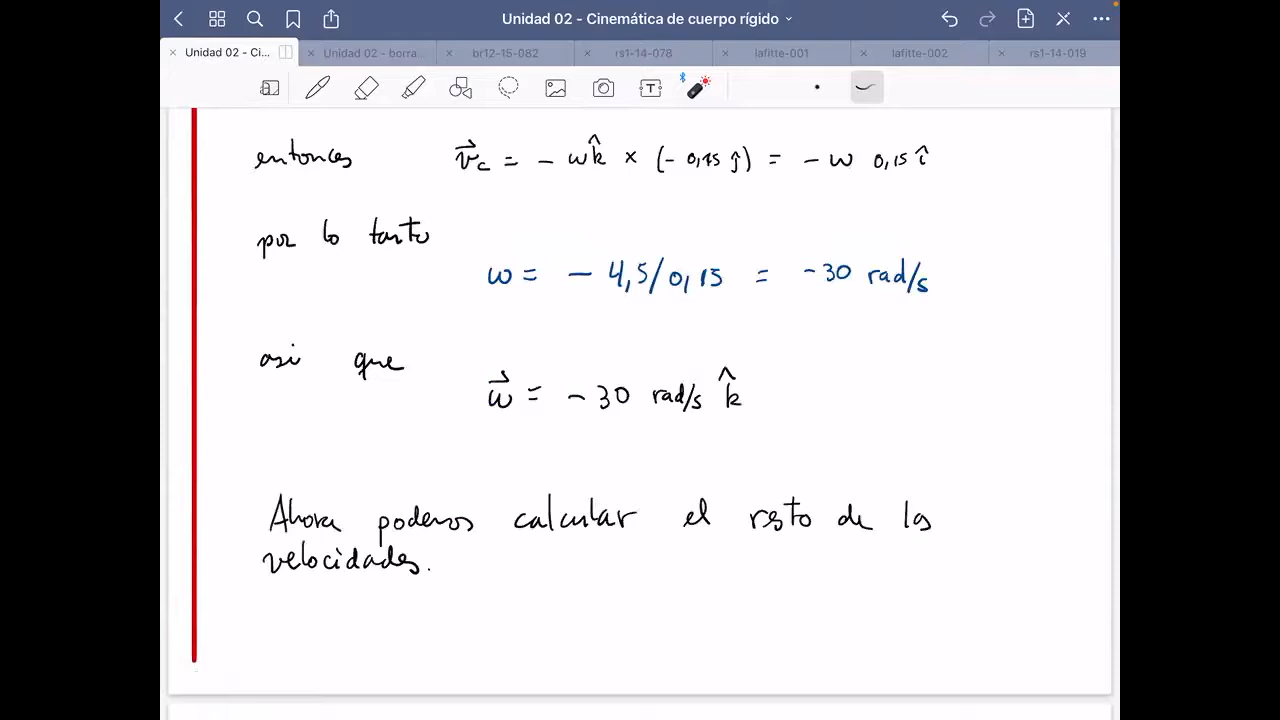 Unidad 02 - Cinemática de cuerpo rígido
Unidad 02 - Ci...
Unidad 02 - borra...
br12-15-082
rs1-14-078
lafitte-001
lafitte-002
rs1-14-019
entonces v⃗c = - ωk̂ × (- 0,15 ĵ) = - ω 0,15 î
por lo tanto
ω = - 4,5/0,15 = -30 rad/s
asi que
ω⃗ = - 30 rad/s k̂
Ahora podemos calcular el resto de las
velocidades.